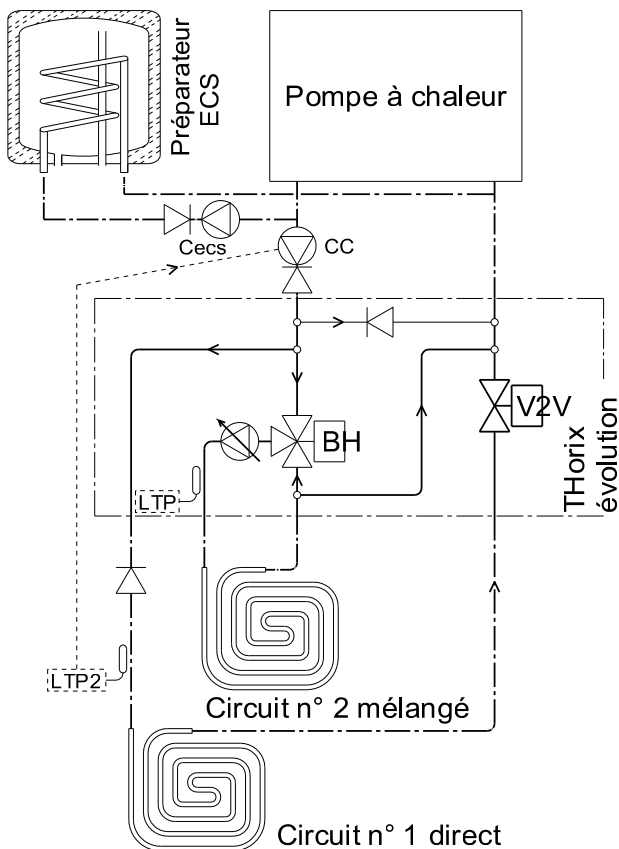 Préparateur
ECS
Pompe à chaleur
Cecs
CC
V2V
BH
THorix
évolution
LTP
LTP2
Circuit n° 2 mélangé
Circuit n° 1 direct